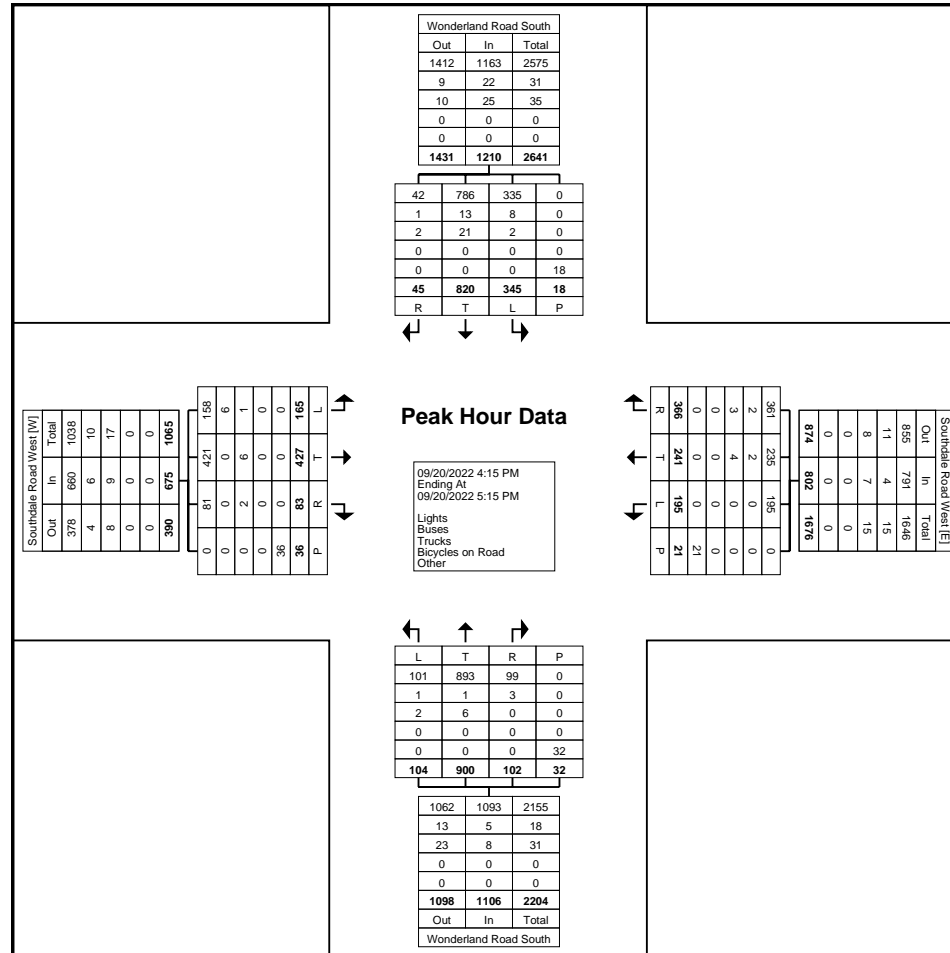 Wonderland Road South
Out In Total
1412 1163 2575
9 22 31
10 25 35
0 0 0
0 0 0
1431 1210 2641
42 786 335 0
1 13 8 0
2 21 2 0
0 0 0 0
0 0 0 18
45 820 345 18
R T L P
Southdale Road West [W]
Out In Total
378 660 1038
4 6 10
8 9 17
0 0 0
0 0 0
390 675 1065
0 81 421 158
0 0 0 6
0 2 6 1
0 0 0 0
36 0 0 0
36 83 427 165
P R T L
Peak Hour Data
09/20/2022 4:15 PM
Ending At
09/20/2022 5:15 PM
Lights
Buses
Trucks
Bicycles on Road
Other
Southdale Road West [E]
Out In Total
855 791 1646
11 4 15
8 7 15
0 0 0
0 0 0
874 802 1676
361 235 195 0
2 2 0 0
3 4 0 0
0 0 0 0
0 0 0 21
366 241 195 21
R T L P
L T R P
101 893 99 0
1 1 3 0
2 6 0 0
0 0 0 0
0 0 0 32
104 900 102 32
1062 1093 2155
13 5 18
23 8 31
0 0 0
0 0 0
1098 1106 2204
Out In Total
Wonderland Road South